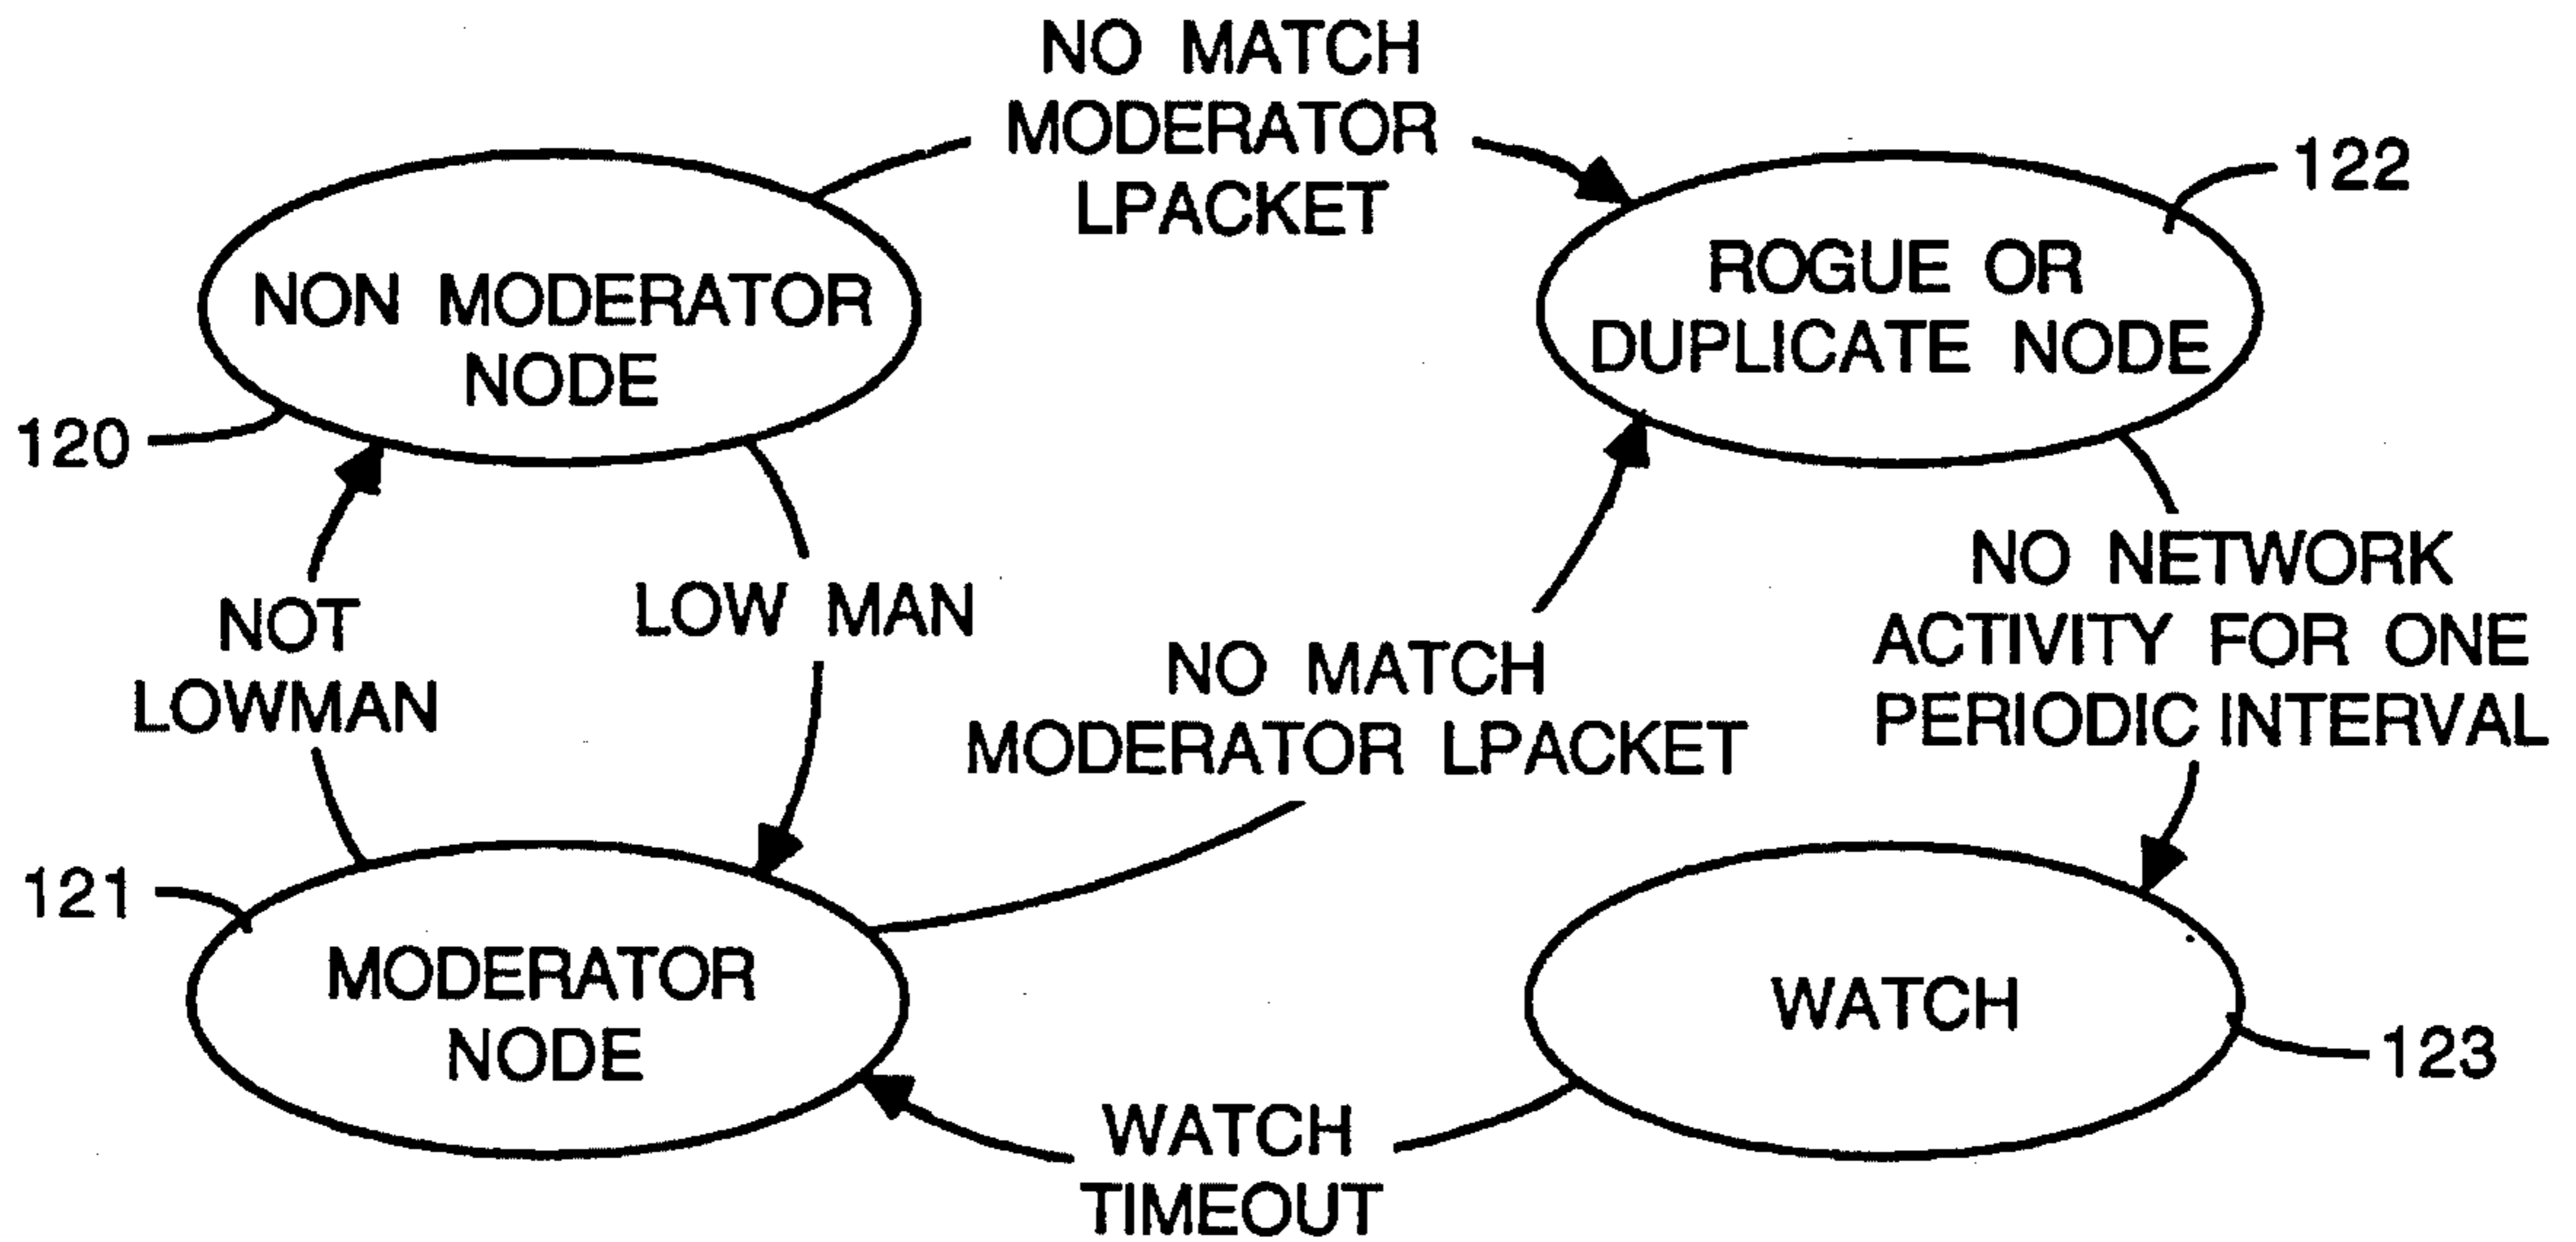 NO MATCH
MODERATOR
LPACKET
122
NON MODERATOR
NODE
ROGUE OR
DUPLICATE NODE
120
NOT
LOWMAN
LOW MAN
NO MATCH
MODERATOR LPACKET
NO NETWORK
ACTIVITY FOR ONE
PERIODIC INTERVAL
121
MODERATOR
NODE
WATCH
123
WATCH
TIMEOUT